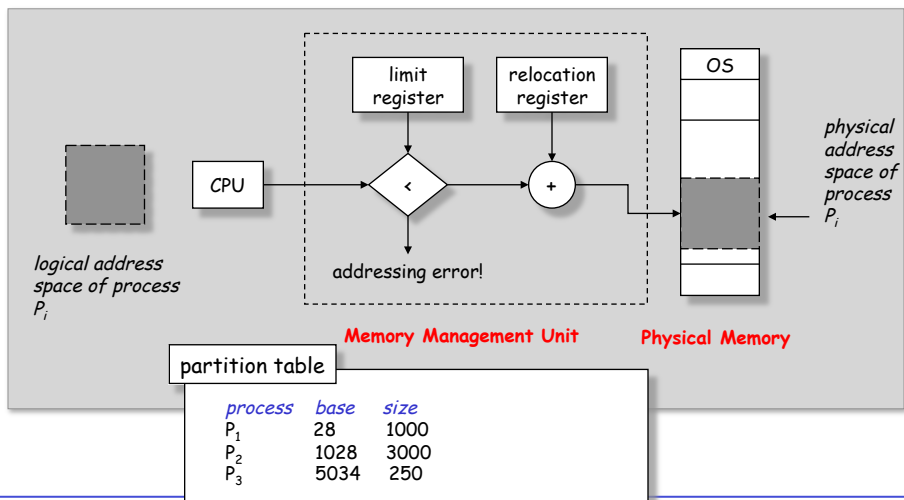 limit
register
relocation
register
OS
physical
address
space of
process
Pᵢ
CPU
<
+
addressing error!
logical address
space of process
Pᵢ
Memory Management Unit
Physical Memory
partition table
process base size
P₁ 28 1000
P₂ 1028 3000
P₃ 5034 250